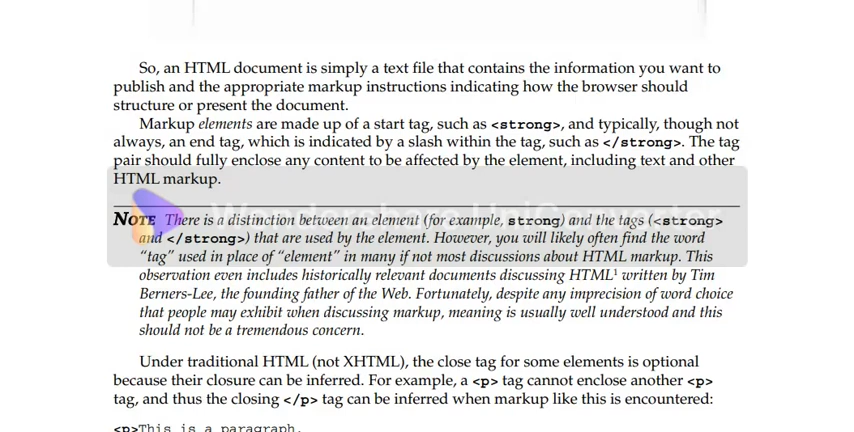 So, an HTML document is simply a text file that contains the information you want to
publish and the appropriate markup instructions indicating how the browser should
structure or present the document.
Markup elements are made up of a start tag, such as <strong>, and typically, though not
always, an end tag, which is indicated by a slash within the tag, such as </strong>. The tag
pair should fully enclose any content to be affected by the element, including text and other
HTML markup.
Wondershare UniConverter
NOTE There is a distinction between an element (for example, strong) and the tags (<strong>
and </strong>) that are used by the element. However, you will likely often find the word
“tag” used in place of “element” in many if not most discussions about HTML markup. This
observation even includes historically relevant documents discussing HTML¹ written by Tim
Berners-Lee, the founding father of the Web. Fortunately, despite any imprecision of word choice
that people may exhibit when discussing markup, meaning is usually well understood and this
should not be a tremendous concern.
Under traditional HTML (not XHTML), the close tag for some elements is optional
because their closure can be inferred. For example, a <p> tag cannot enclose another <p>
tag, and thus the closing </p> tag can be inferred when markup like this is encountered:
<p>This is a paragraph.